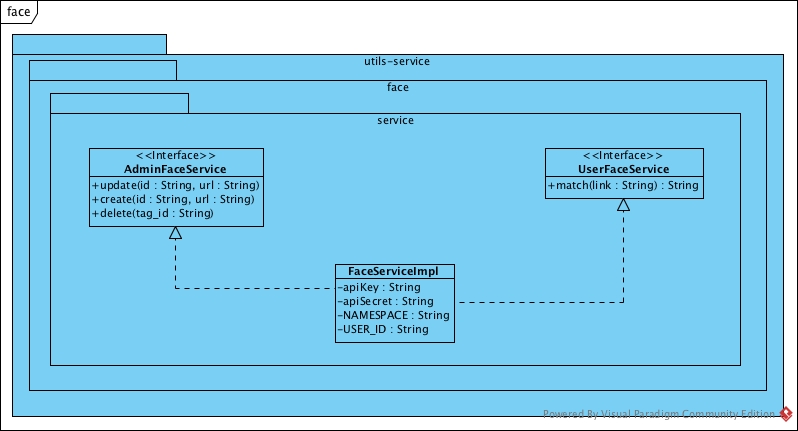 face
utils-service
face
service
<<Interface>>
AdminFaceService
+update(id : String, url : String)
+create(id : String, url : String)
+delete(tag_id : String)
<<Interface>>
UserFaceService
+match(link : String) : String
FaceServiceImpl
-apiKey : String
-apiSecret : String
-NAMESPACE : String
-USER_ID : String
Powered By Visual Paradigm Community Edition